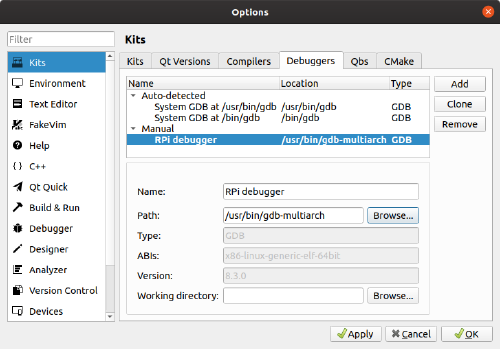 Options
Filter
Kits
Environment
Text Editor
FakeVim
Help
C++
Qt Quick
Build & Run
Debugger
Designer
Analyzer
Version Control
Devices
Kits
Kits Qt Versions Compilers Debuggers Qbs CMake
Name Location Type
Auto-detected
System GDB at /usr/bin/gdb /usr/bin/gdb GDB
System GDB at /bin/gdb /bin/gdb GDB
Manual
RPi debugger /usr/bin/gdb-multiarch GDB
Add
Clone
Remove
Name: RPi debugger
Path: /usr/bin/gdb-multiarch Browse...
Type: GDB
ABIs: x86-linux-generic-elf-64bit
Version: 8.3.0
Working directory: Browse...
Apply Cancel OK